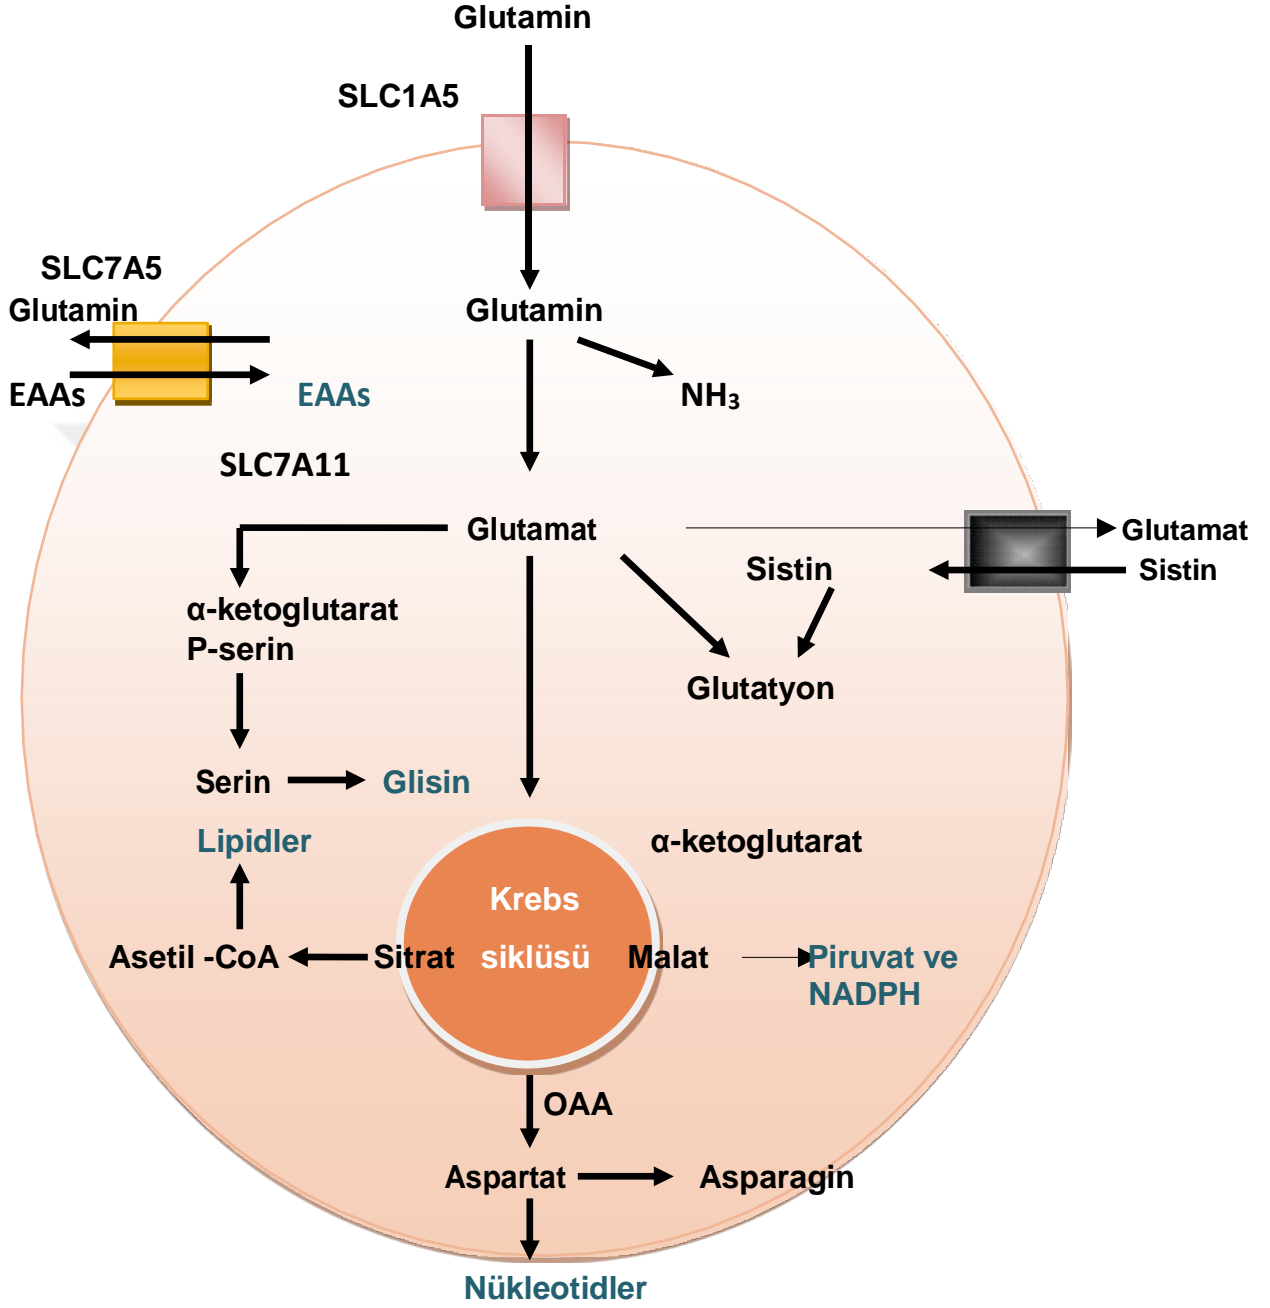 Glutamin
SLC1A5
SLC7A5
Glutamin
Glutamin
EAAs
EAAs
NH₃
SLC7A11
Glutamat
Glutamat
Sistin
Sistin
α-ketoglutarat
P-serin
Glutatyon
Serin
Glisin
Lipidler
α-ketoglutarat
Krebs
siklüsü
Asetil -CoA
Sitrat
Malat
Piruvat ve
NADPH
OAA
Aspartat
Asparagin
Nükleotidler